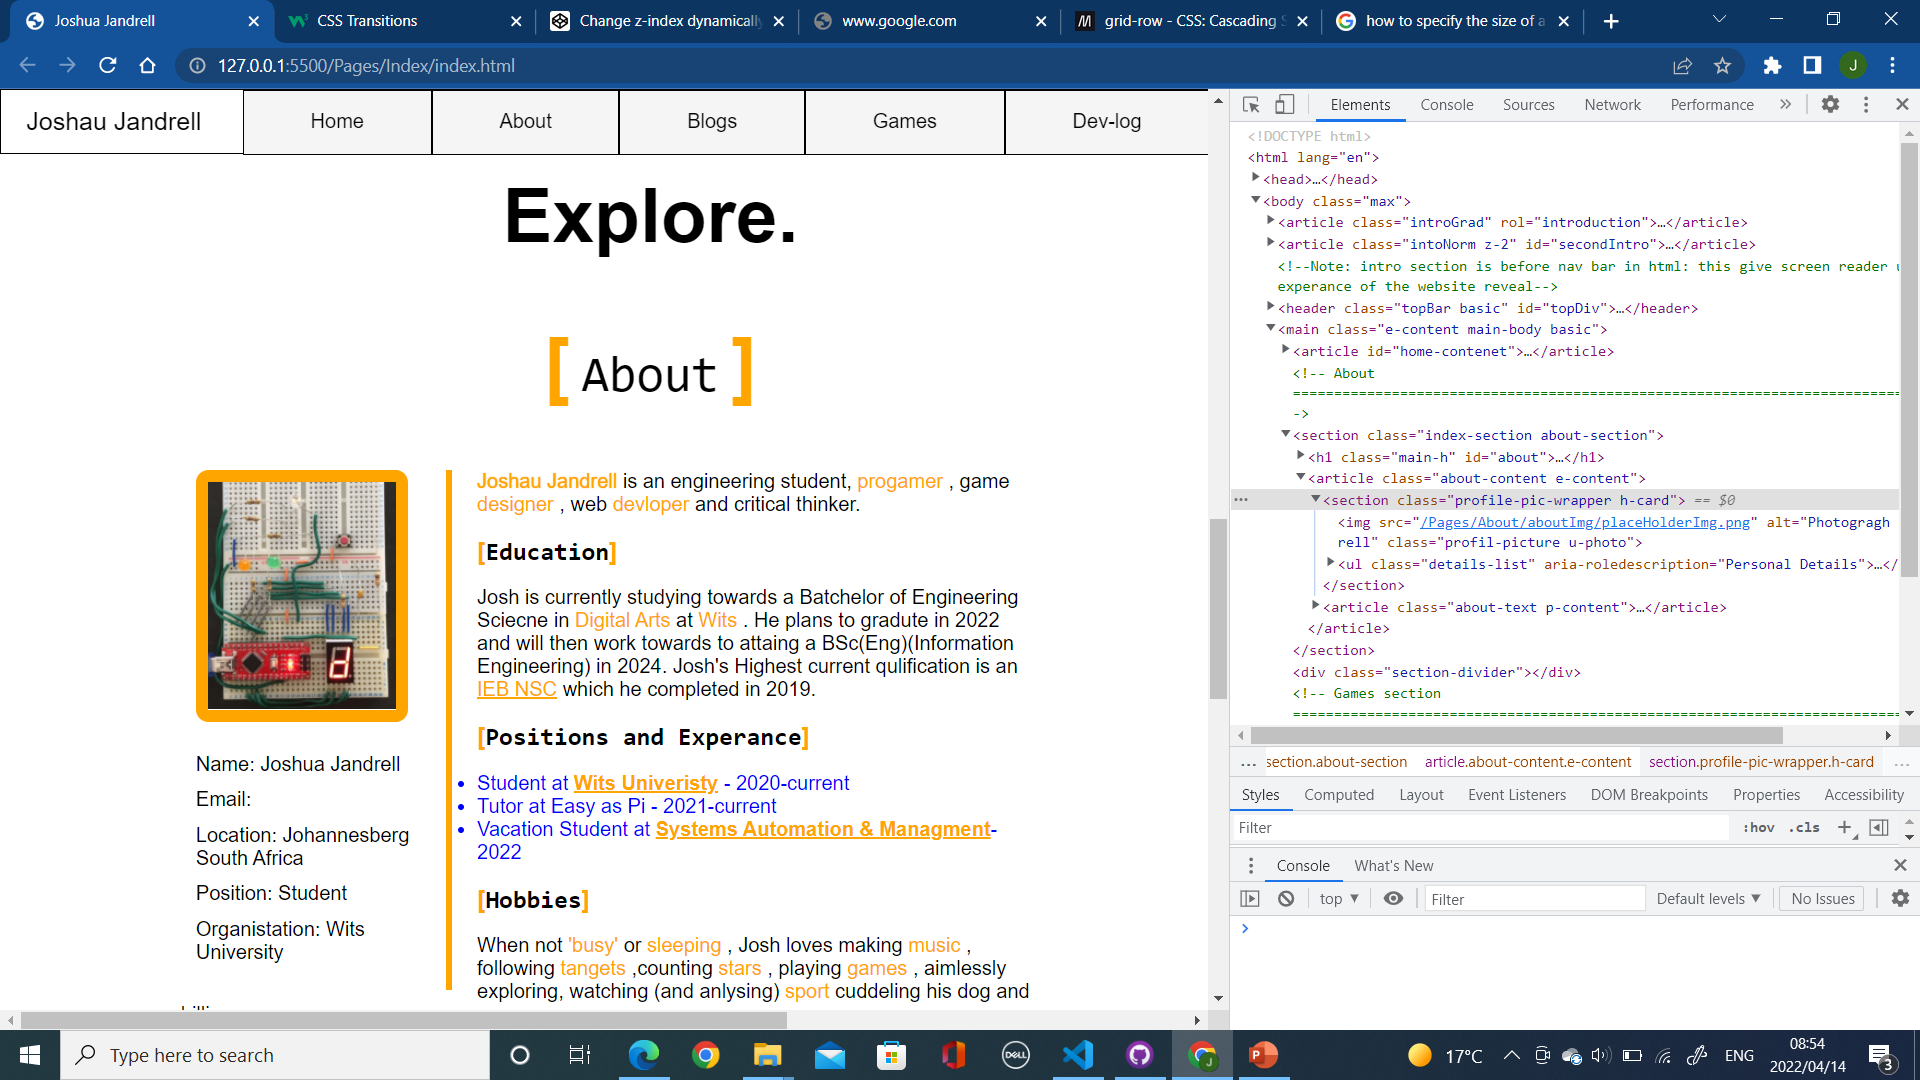 Joshua Jandrell
CSS Transitions
Change z-index dynamically
www.google.com
grid-row - CSS: Cascading S
how to specify the size of a
127.0.0.1:5500/Pages/Index/index.html
J
Joshau Jandrell
Home
About
Blogs
Games
Dev-log
Explore.
[ About ]
Joshau Jandrell is an engineering student, progamer , game
designer , web devloper and critical thinker.
[Education]
Josh is currently studying towards a Batchelor of Engineering
Sciecne in Digital Arts at Wits . He plans to gradute in 2022
and will then work towards to attaing a BSc(Eng)(Information
Engineering) in 2024. Josh's Highest current qulification is an
IEB NSC which he completed in 2019.
[Positions and Experance]
• Student at Wits Univeristy - 2020-current
• Tutor at Easy as Pi - 2021-current
• Vacation Student at Systems Automation & Managment-
2022
[Hobbies]
When not 'busy' or sleeping , Josh loves making music ,
following tangets ,counting stars , playing games , aimlessly
exploring, watching (and anlysing) sport cuddeling his dog and
Name: Joshua Jandrell
Email:
Location: Johannesberg
South Africa
Position: Student
Organistation: Wits
University
Elements
Console
Sources
Network
Performance
<!DOCTYPE html>
<html lang="en">
<head>…</head>
<body class="max">
<article class="introGrad" rol="introduction">…</article>
<article class="intoNorm z-2" id="secondIntro">…</article>
<!--Note: intro section is before nav bar in html: this give screen reader u
experance of the website reveal-->
<header class="topBar basic" id="topDiv">…</header>
<main class="e-content main-body basic">
<article id="home-contenet">…</article>
<!-- About
==========================================================================
->
<section class="index-section about-section">
<h1 class="main-h" id="about">…</h1>
<article class="about-content e-content">
<section class="profile-pic-wrapper h-card"> == $0
<img src="/Pages/About/aboutImg/placeHolderImg.png" alt="Photogragh
rell" class="profil-picture u-photo">
<ul class="details-list" aria-roledescription="Personal Details">…</
</section>
<article class="about-text p-content">…</article>
</article>
</section>
<div class="section-divider"></div>
<!-- Games section
==========================================================================
... section.about-section article.about-content.e-content section.profile-pic-wrapper.h-card ...
Styles
Computed
Layout
Event Listeners
DOM Breakpoints
Properties
Accessibility
Filter
:hov .cls
Console
What's New
top
Filter
Default levels
No Issues
Type here to search
DELL
J
P
17°C
ENG
08:54
2022/04/14
3